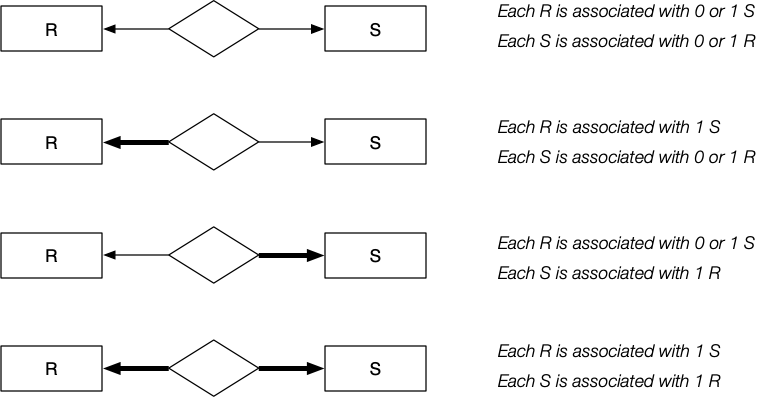 R S Each R is associated with 0 or 1 S
Each S is associated with 0 or 1 R
R S Each R is associated with 1 S
Each S is associated with 0 or 1 R
R S Each R is associated with 0 or 1 S
Each S is associated with 1 R
R S Each R is associated with 1 S
Each S is associated with 1 R